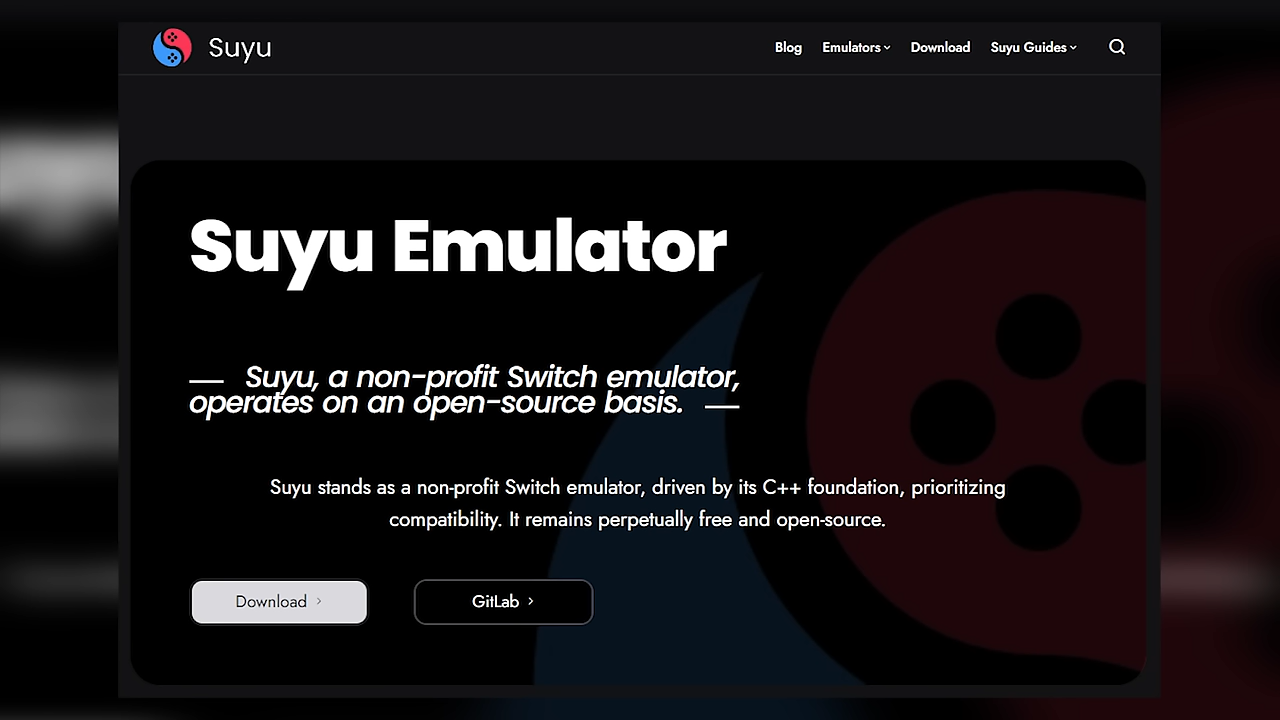 Suyu
Blog
Emulators
Download
Suyu Guides
Suyu Emulator
— Suyu, a non-profit Switch emulator,
operates on an open-source basis. —
Suyu stands as a non-profit Switch emulator, driven by its C++ foundation, prioritizing
compatibility. It remains perpetually free and open-source.
Download
GitLab